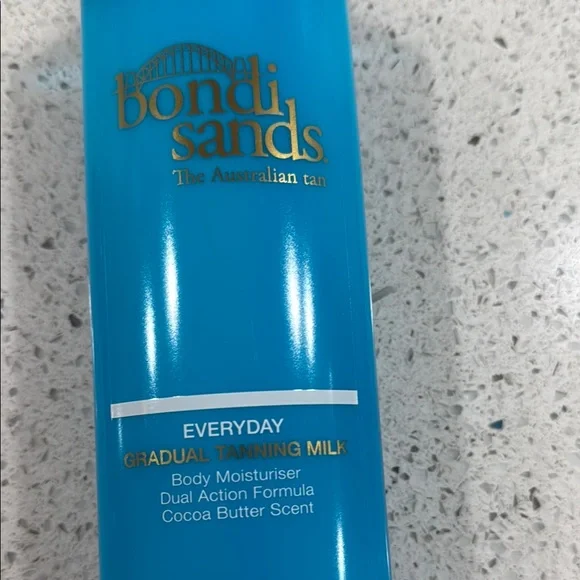 bondi
sands
The Australian tan
EVERYDAY
GRADUAL TANNING MILK
Body Moisturiser
Dual Action Formula
Cocoa Butter Scent